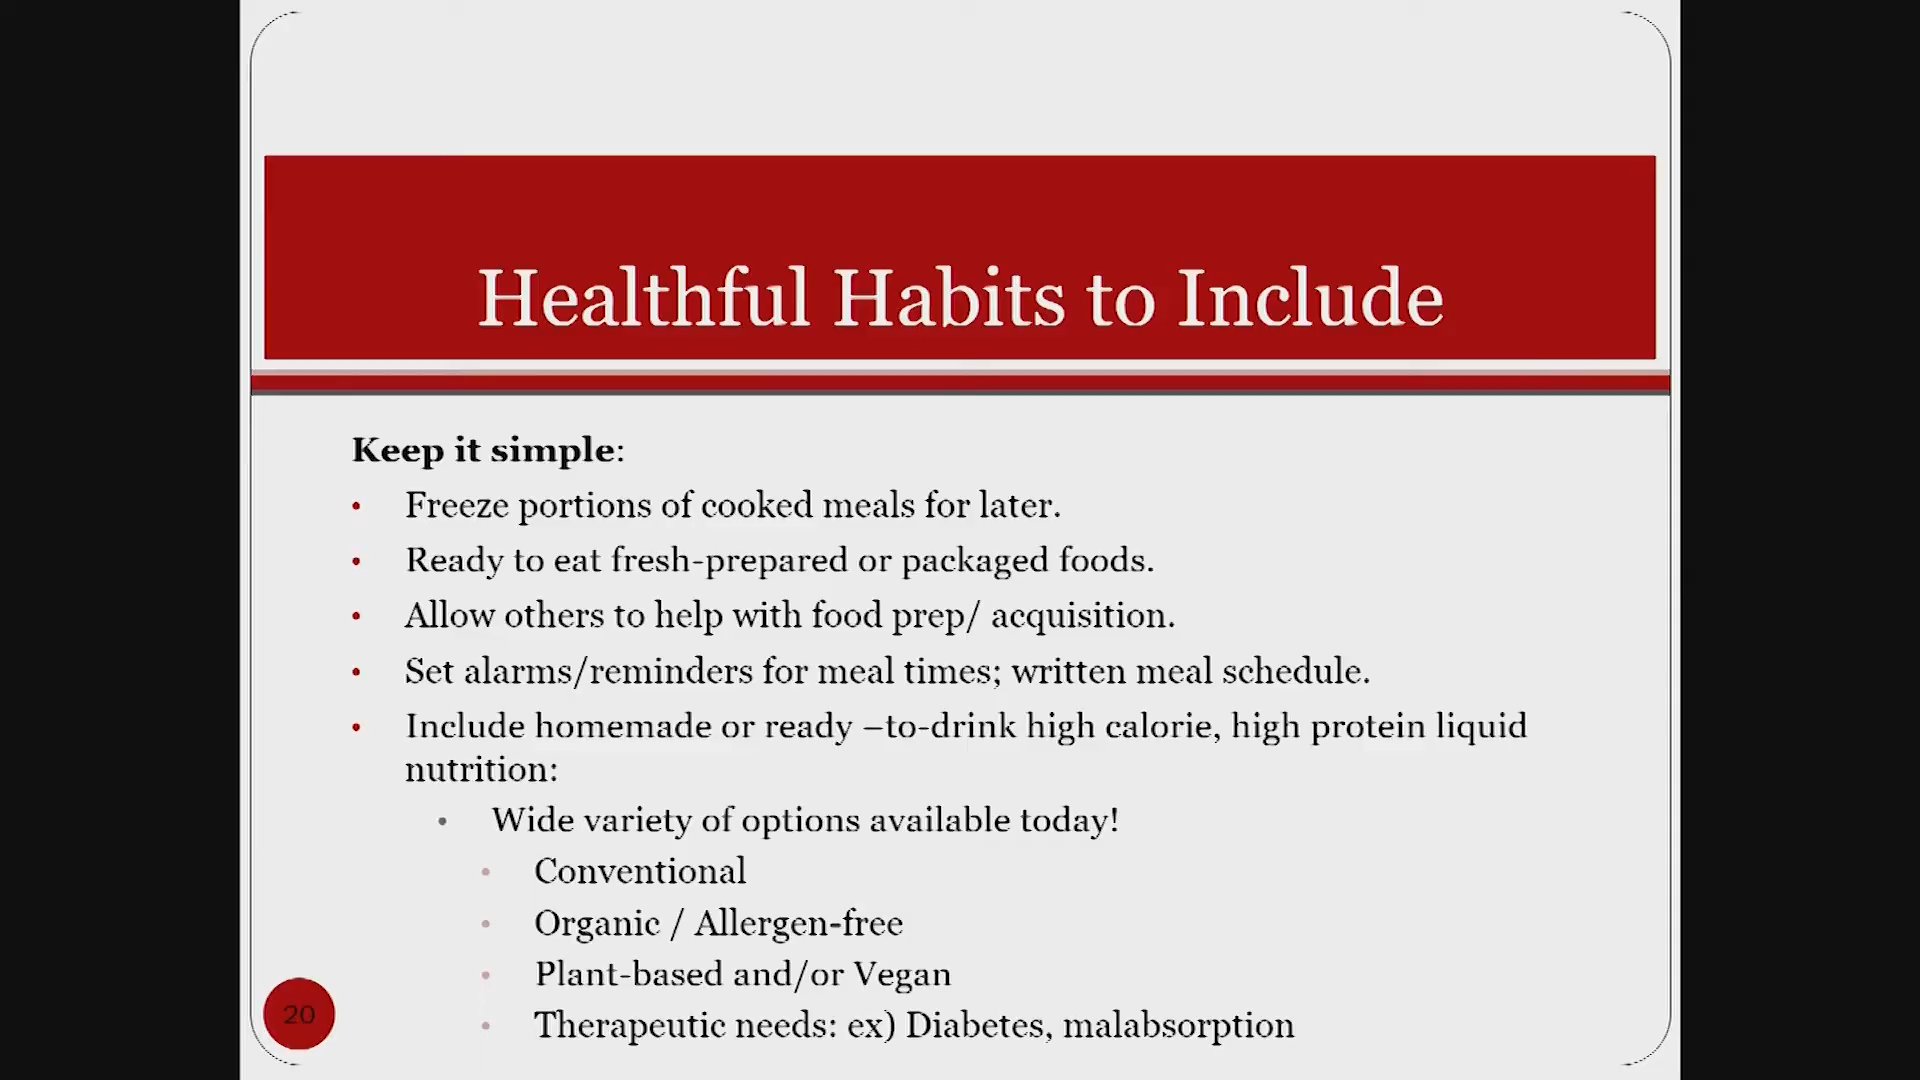 Healthful Habits to Include
Keep it simple:
• Freeze portions of cooked meals for later.
• Ready to eat fresh-prepared or packaged foods.
• Allow others to help with food prep/ acquisition.
• Set alarms/reminders for meal times; written meal schedule.
• Include homemade or ready –to-drink high calorie, high protein liquid
nutrition:
• Wide variety of options available today!
• Conventional
• Organic / Allergen-free
• Plant-based and/or Vegan
• Therapeutic needs: ex) Diabetes, malabsorption
20